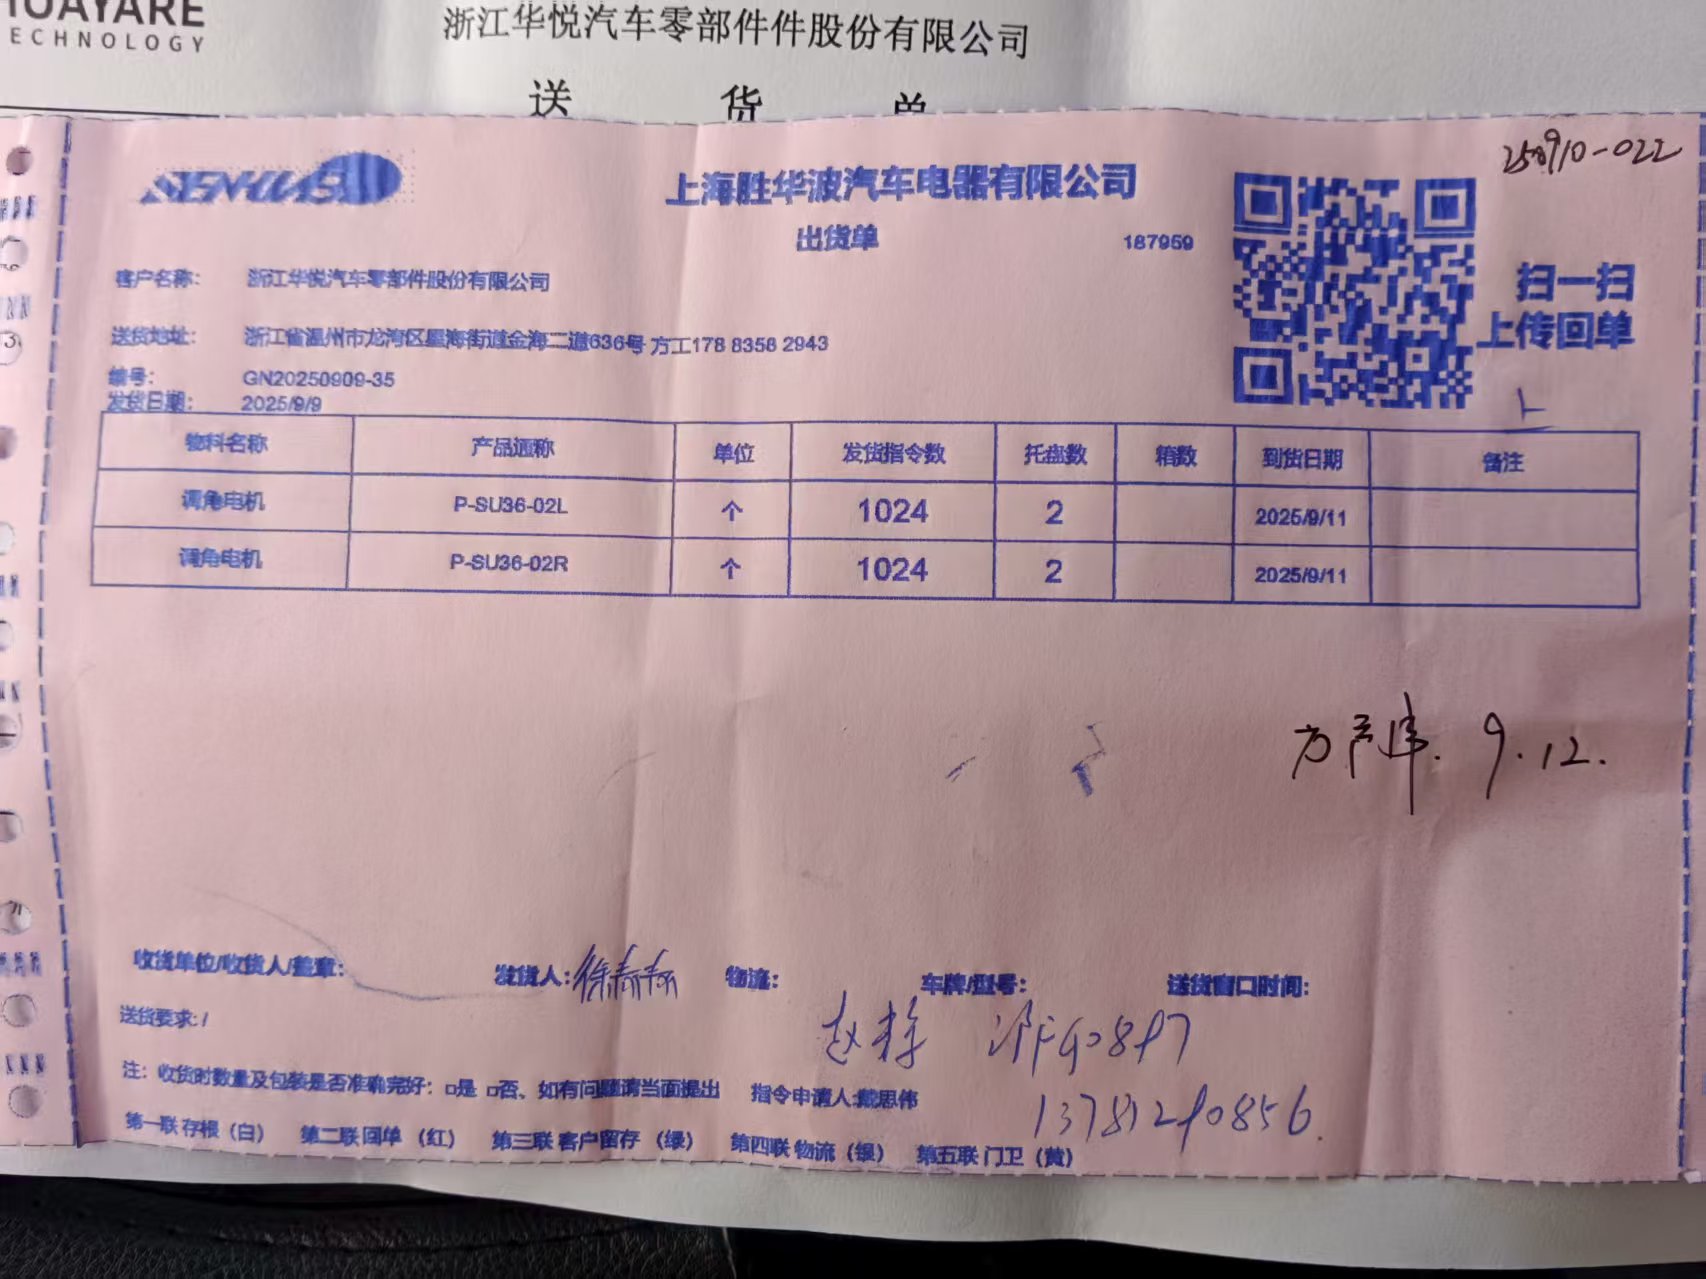 HUAYARE
TECHNOLOGY
浙江华悦汽车零部件件股份有限公司
送 货 单
250910-022
SENHUBO
上海胜华波汽车电器有限公司
出货单
187959
扫一扫
上传回单
客户名称： 浙江华悦汽车零部件股份有限公司
送货地址： 浙江省温州市龙湾区星海街道金海二道636号 方工178 8358 2943
编号： GN20250909-35
发货日期： 2025/9/9
上
物料名称 产品通称 单位 发货指令数 托盘数 箱数 到货日期 备注
调角电机 P-SU36-02L 个 1024 2 2025/9/11
调角电机 P-SU36-02R 个 1024 2 2025/9/11
9.12.
收货单位/收货人/盖章： 发货人： 物流： 车牌/型号： 送货窗口时间：
送货要求：/
注：收货时数量及包装是否准确完好：□是 □否、如有问题请当面提出 指令申请人:戴思伟
第一联 存根（白） 第二联 回单 （红） 第三联 客户留存 （绿） 第四联 物流（银） 第五联 门卫（黄）